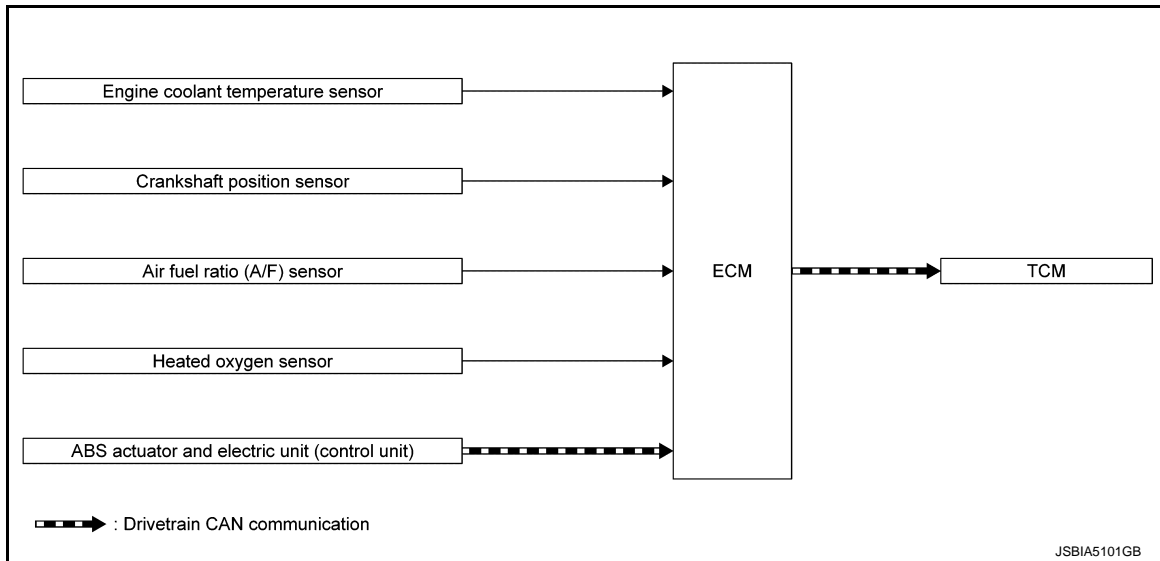 Engine coolant temperature sensor
Crankshaft position sensor
Air fuel ratio (A/F) sensor
ECM
TCM
Heated oxygen sensor
ABS actuator and electric unit (control unit)
: Drivetrain CAN communication
JSBIA5101GB